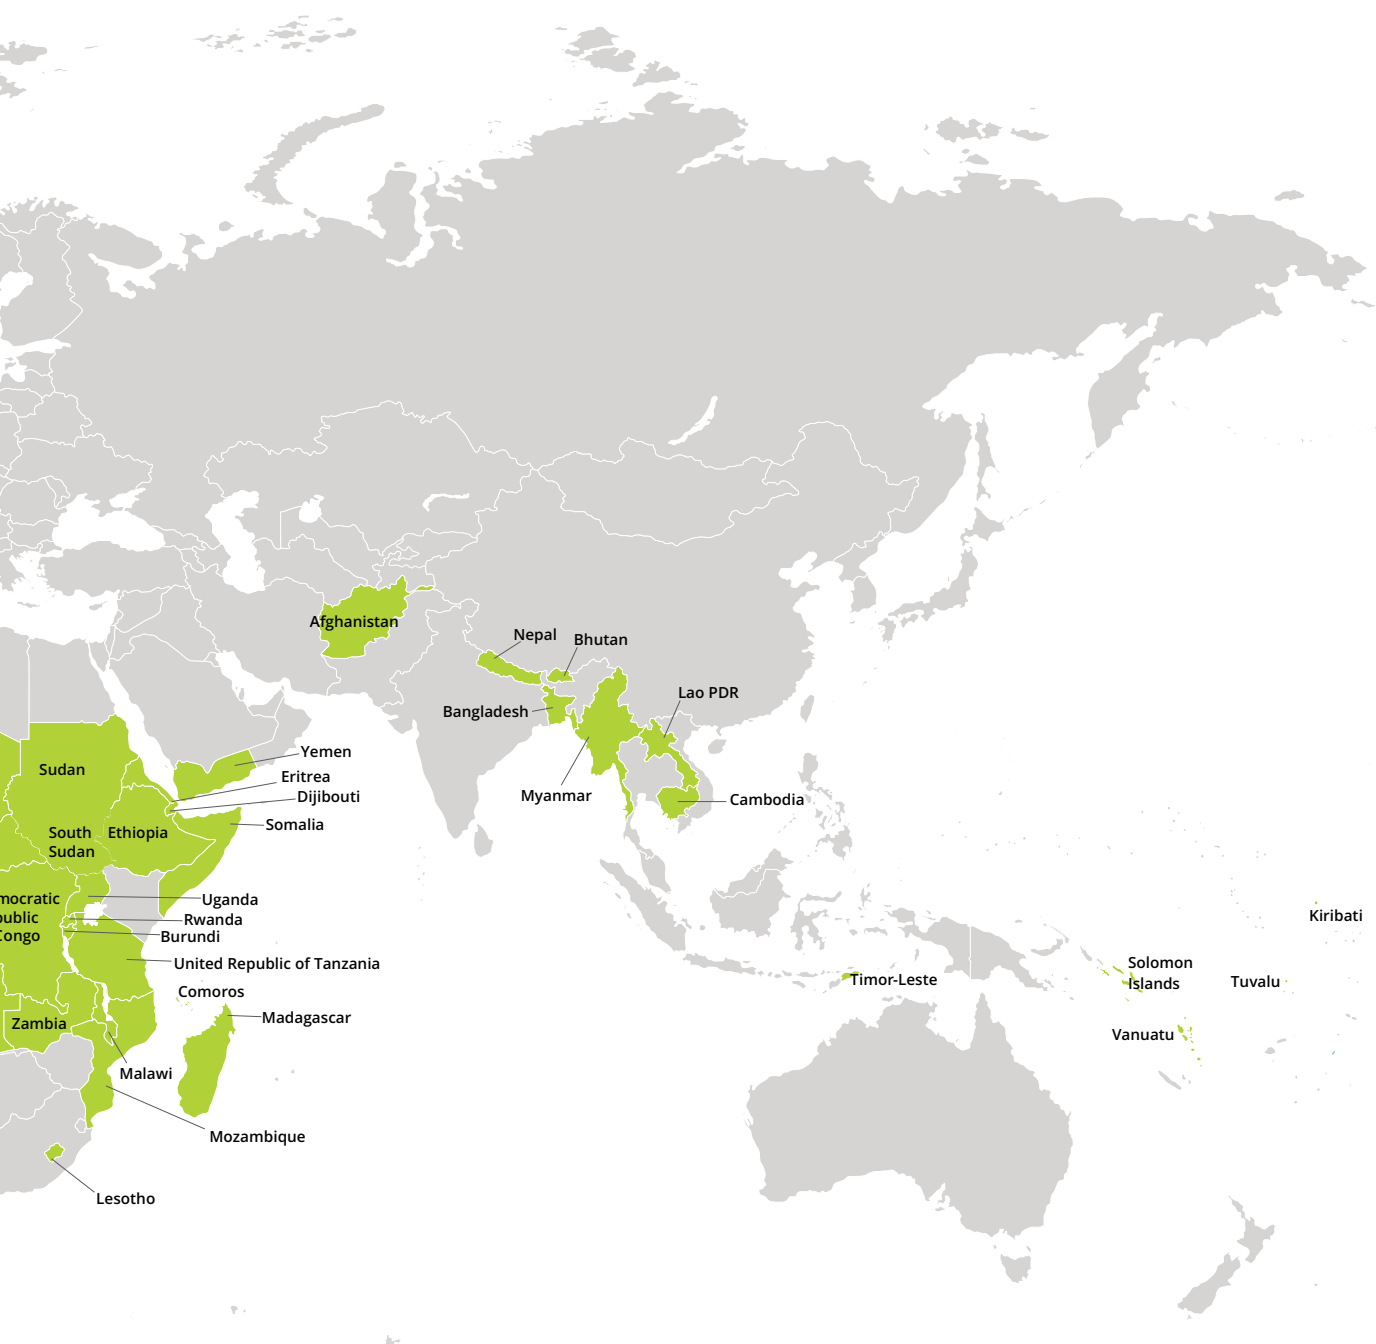 Afghanistan
Nepal
Bhutan
Lao PDR
Bangladesh
Yemen
Sudan
Eritrea
Dijibouti
Myanmar
Cambodia
Somalia
South
Sudan
Ethiopia
mocratic
public
Congo
Uganda
Rwanda
Burundi
Kiribati
United Republic of Tanzania
Solomon
Islands
Timor-Leste
Tuvalu
Comoros
Madagascar
Zambia
Vanuatu
Malawi
Mozambique
Lesotho